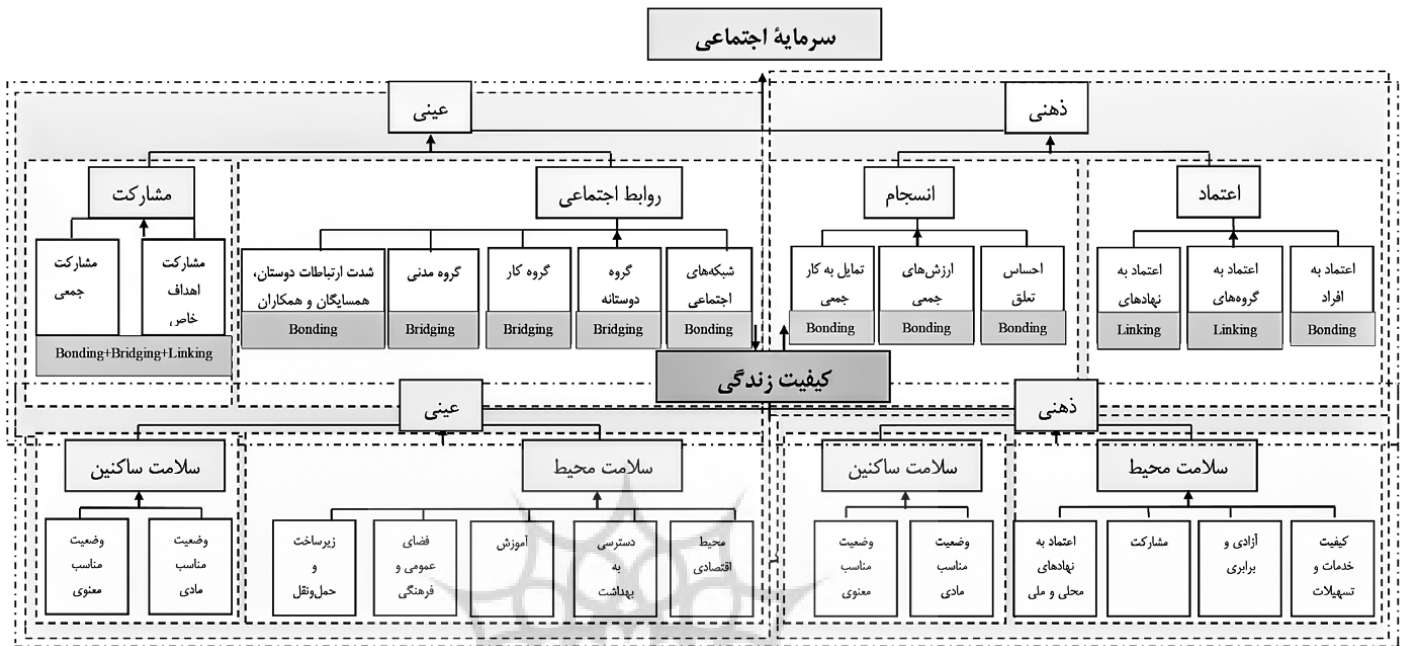 سرمایهٔ اجتماعی
ذهنی
عینی
اعتماد
انسجام
روابط اجتماعی
مشارکت
اعتماد به
افراد
Bonding
اعتماد به
گروه‌های
Linking
اعتماد به
نهادهای
Linking
احساس
تعلق
Bonding
ارزش‌های
جمعی
Bonding
تمایل به کار
جمعی
Bonding
شبکه‌های
اجتماعی
Bonding
گروه
دوستانه
Bridging
گروه کار
Bridging
گروه مدنی
Bridging
شدت ارتباطات دوستان،
همسایگان و همکاران
Bonding
مشارکت
اهداف
خاص
مشارکت
جمعی
Bonding+Bridging+Linking
کیفیت زندگی
ذهنی
عینی
سلامت محیط
سلامت ساکنین
سلامت محیط
سلامت ساکنین
کیفیت
خدمات و
تسهیلات
آزادی و
برابری
مشارکت
اعتماد به
نهادهای
محلی و ملی
وضعیت
مناسب
مادی
وضعیت
مناسب
معنوی
محیط
اقتصادی
دسترسی
به
بهداشت
آموزش
فضای
عمومی و
فرهنگی
زیرساخت
و
حمل‌ونقل
وضعیت
مناسب
مادی
وضعیت
مناسب
معنوی